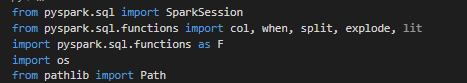 from pyspark.sql import SparkSession
from pyspark.sql.functions import col, when, split, explode, lit
import pyspark.sql.functions as F
import os
from pathlib import Path